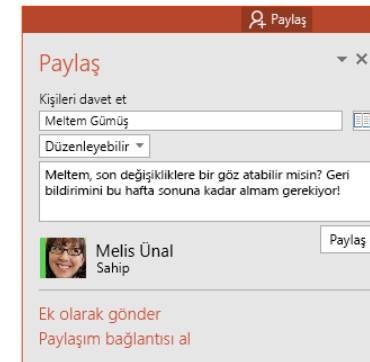 Paylaş
Paylaş
Kişileri davet et
Meltem Gümüş
Düzenleyebilir
Meltem, son değişikliklere bir göz atabilir misin? Geri
bildirimini bu hafta sonuna kadar almam gerekiyor!
Paylaş
Melis Ünal
Sahip
Ek olarak gönder
Paylaşım bağlantısı al